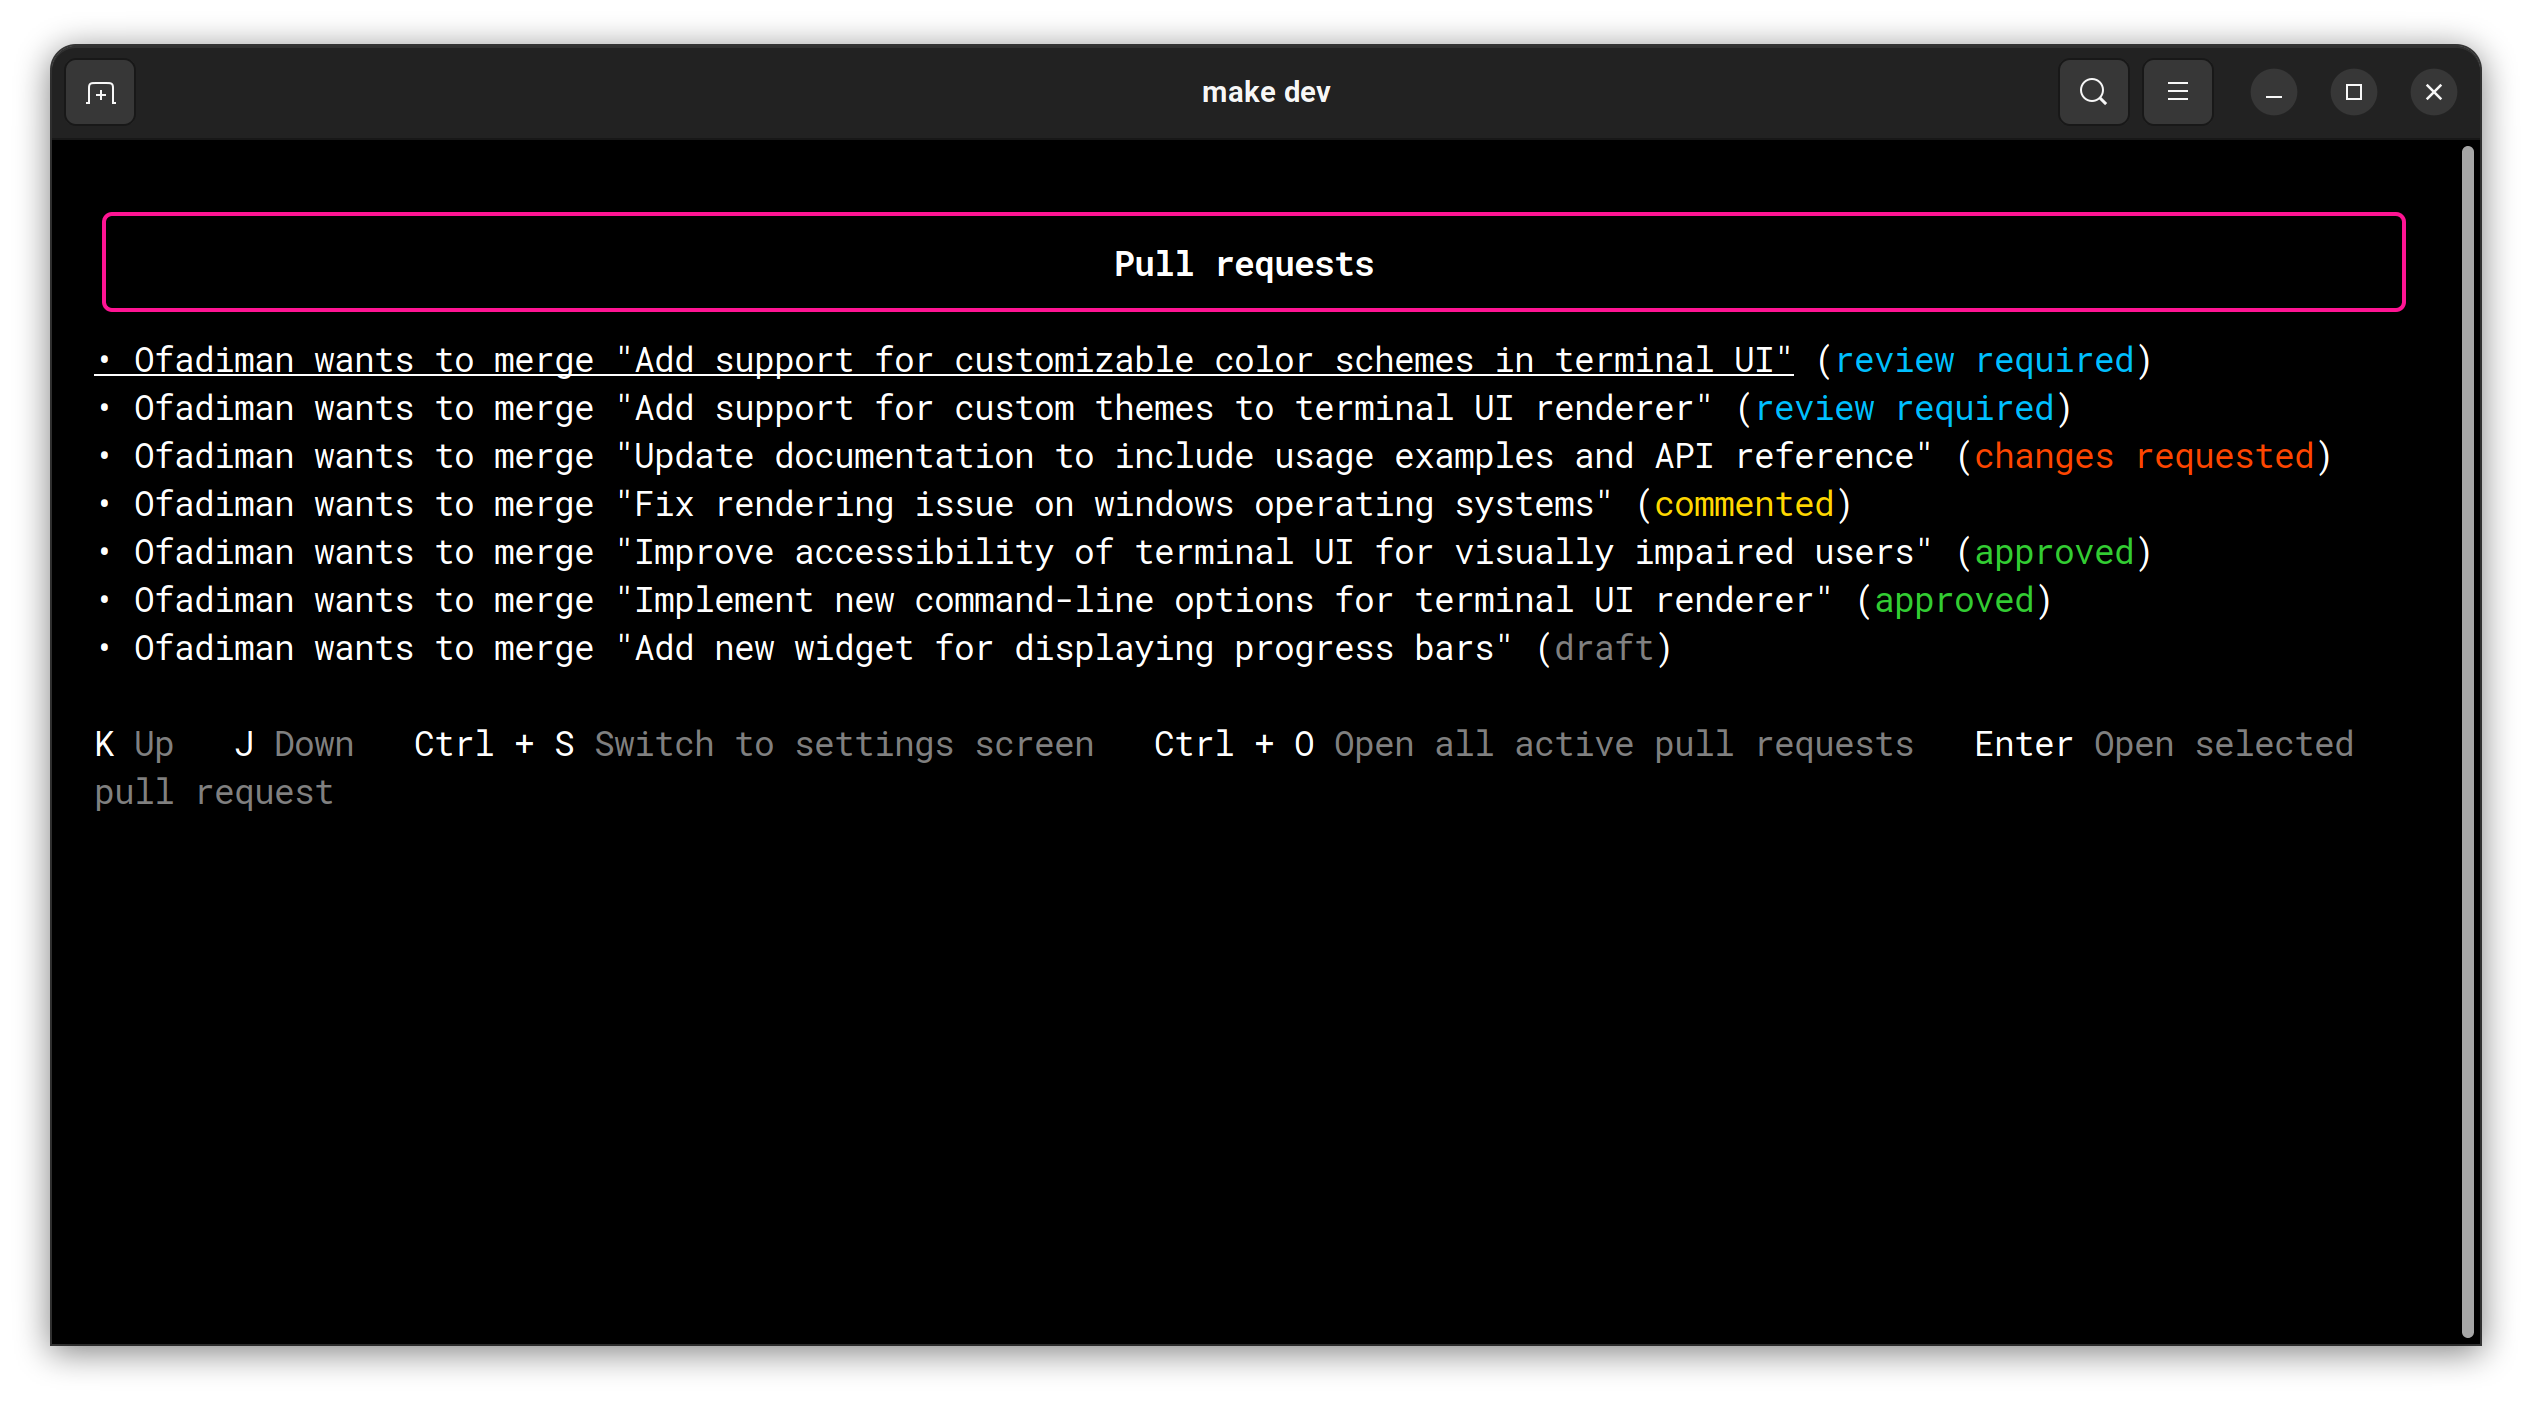 make dev
Pull requests
• Ofadiman wants to merge "Add support for customizable color schemes in terminal UI" (review required)
• Ofadiman wants to merge "Add support for custom themes to terminal UI renderer" (review required)
• Ofadiman wants to merge "Update documentation to include usage examples and API reference" (changes requested)
• Ofadiman wants to merge "Fix rendering issue on windows operating systems" (commented)
• Ofadiman wants to merge "Improve accessibility of terminal UI for visually impaired users" (approved)
• Ofadiman wants to merge "Implement new command-line options for terminal UI renderer" (approved)
• Ofadiman wants to merge "Add new widget for displaying progress bars" (draft)
K Up   J Down   Ctrl + S Switch to settings screen   Ctrl + O Open all active pull requests   Enter Open selected
pull request